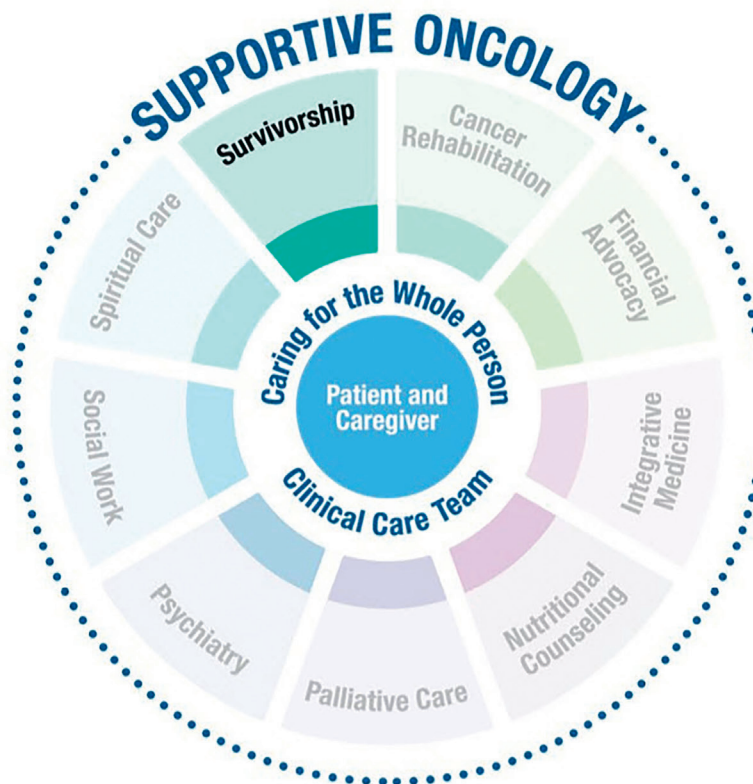 SUPPORTIVE ONCOLOGY
Survivorship
Cancer
Rehabilitation
Financial
Advocacy
Integrative
Medicine
Nutritional
Counseling
Palliative Care
Psychiatry
Social Work
Spiritual Care
Caring for the Whole Person
Patient and
Caregiver
Clinical Care Team